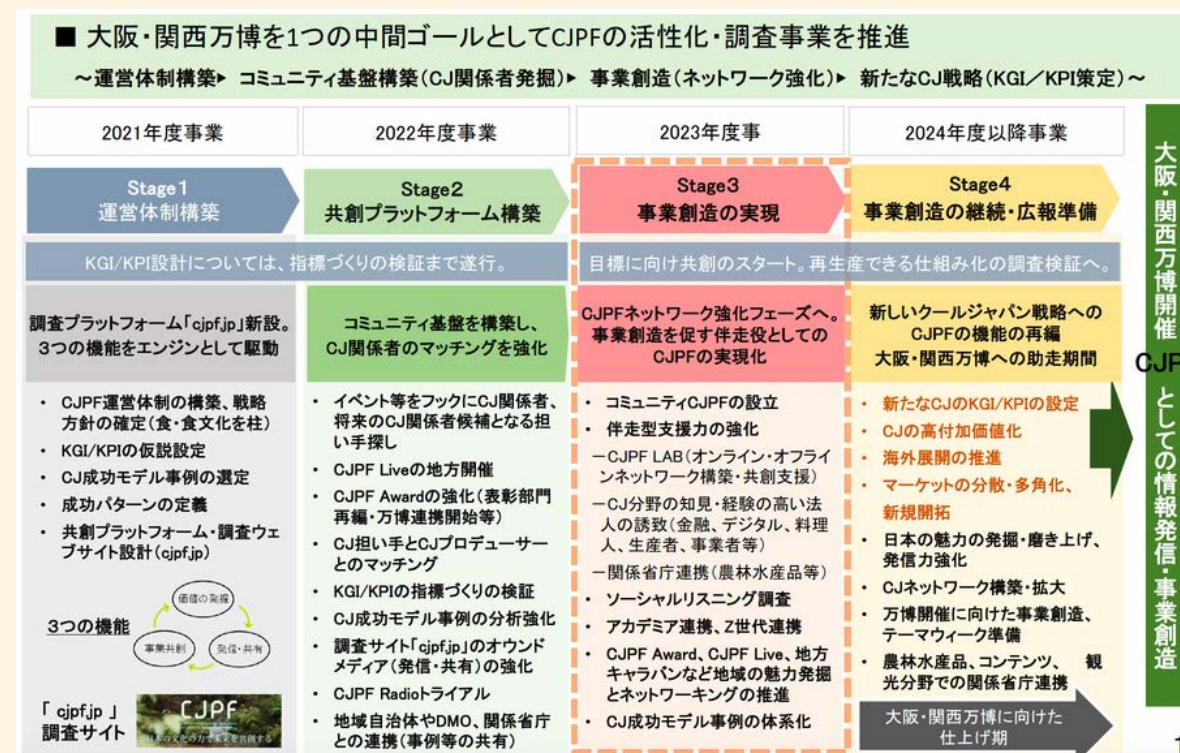 ■ 大阪・関西万博を1つの中間ゴールとしてCJPFの活性化・調査事業を推進
～運営体制構築▶ コミュニティ基盤構築(CJ関係者発掘)▶ 事業創造(ネットワーク強化)▶ 新たなCJ戦略(KGI／KPI策定)～
2021年度事業
2022年度事業
2023年度事
2024年度以降事業
Stage1
運営体制構築
Stage2
共創プラットフォーム構築
Stage3
事業創造の実現
Stage4
事業創造の継続・広報準備
KGI/KPI設計については、指標づくりの検証まで遂行。
目標に向け共創のスタート。再生産できる仕組み化の調査検証へ。
調査プラットフォーム「cjpf.jp」新設。
3つの機能をエンジンとして駆動
・ CJPF運営体制の構築、戦略
方針の確定(食・食文化を柱)
・ KGI/KPIの仮説設定
・ CJ成功モデル事例の選定
・ 成功パターンの定義
・ 共創プラットフォーム・調査ウェ
ブサイト設計(cjpf.jp)
3つの機能
価値の発掘
事業共創
発信・共有
「 cjpf.jp 」
調査サイト
CJPF
日本の文化の力で未来を共創する
コミュニティ基盤を構築し、
CJ関係者のマッチングを強化
・ イベント等をフックにCJ関係者、
将来のCJ関係者候補となる担
い手探し
・ CJPF Liveの地方開催
・ CJPF Awardの強化(表彰部門
再編・万博連携開始等)
・ CJ担い手とCJプロデューサー
とのマッチング
・ KGI/KPIの指標づくりの検証
・ CJ成功モデル事例の分析強化
・ 調査サイト「cjpf.jp」のオウンド
メディア(発信・共有)の強化
・ CJPF Radioトライアル
・ 地域自治体やDMO、関係省庁
との連携(事例等の共有)
CJPFネットワーク強化フェーズへ。
事業創造を促す伴走役としての
CJPFの実現化
・ コミュニティCJPFの設立
・ 伴走型支援力の強化
－CJPF LAB(オンライン・オフライ
ンネットワーク構築・共創支援)
－CJ分野の知見・経験の高い法
人の誘致(金融、デジタル、料理
人、生産者、事業者等)
－関係省庁連携(農林水産品等)
・ ソーシャルリスニング調査
・ アカデミア連携、Z世代連携
・ CJPF Award、CJPF Live、地方
キャラバンなど地域の魅力発掘
とネットワーキングの推進
・ CJ成功モデル事例の体系化
新しいクールジャパン戦略への
CJPFの機能の再編
大阪・関西万博への助走期間
・ 新たなCJのKGI/KPIの設定
・ CJの高付加価値化
・ 海外展開の推進
・ マーケットの分散・多角化、
新規開拓
・ 日本の魅力の発掘・磨き上げ、
発信力強化
・ CJネットワーク構築・拡大
・ 万博開催に向けた事業創造、
テーマウィーク準備
・ 農林水産品、コンテンツ、 観
光分野での関係省庁連携
大阪・関西万博に向けた
仕上げ期
大阪・関西万博開催
CJP
としての情報発信・事業創造